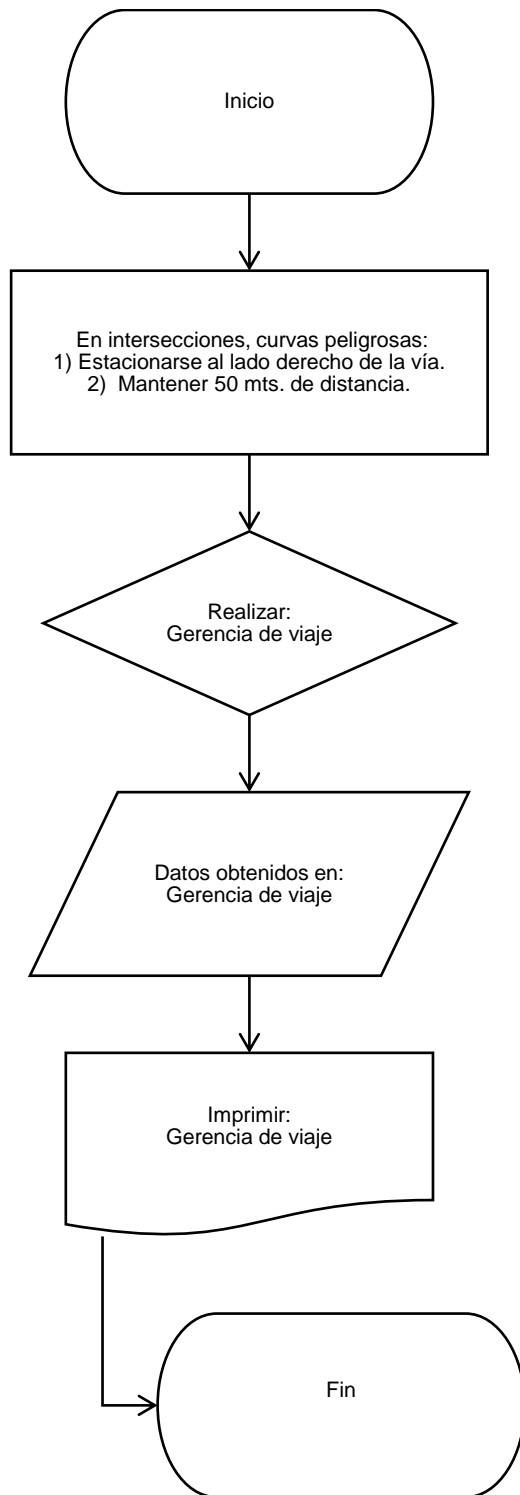 Inicio
En intersecciones, curvas peligrosas:
1) Estacionarse al lado derecho de la vía.
2)  Mantener 50 mts. de distancia.
Realizar:
Gerencia de viaje
Datos obtenidos en:
Gerencia de viaje
Imprimir:
Gerencia de viaje
Fin